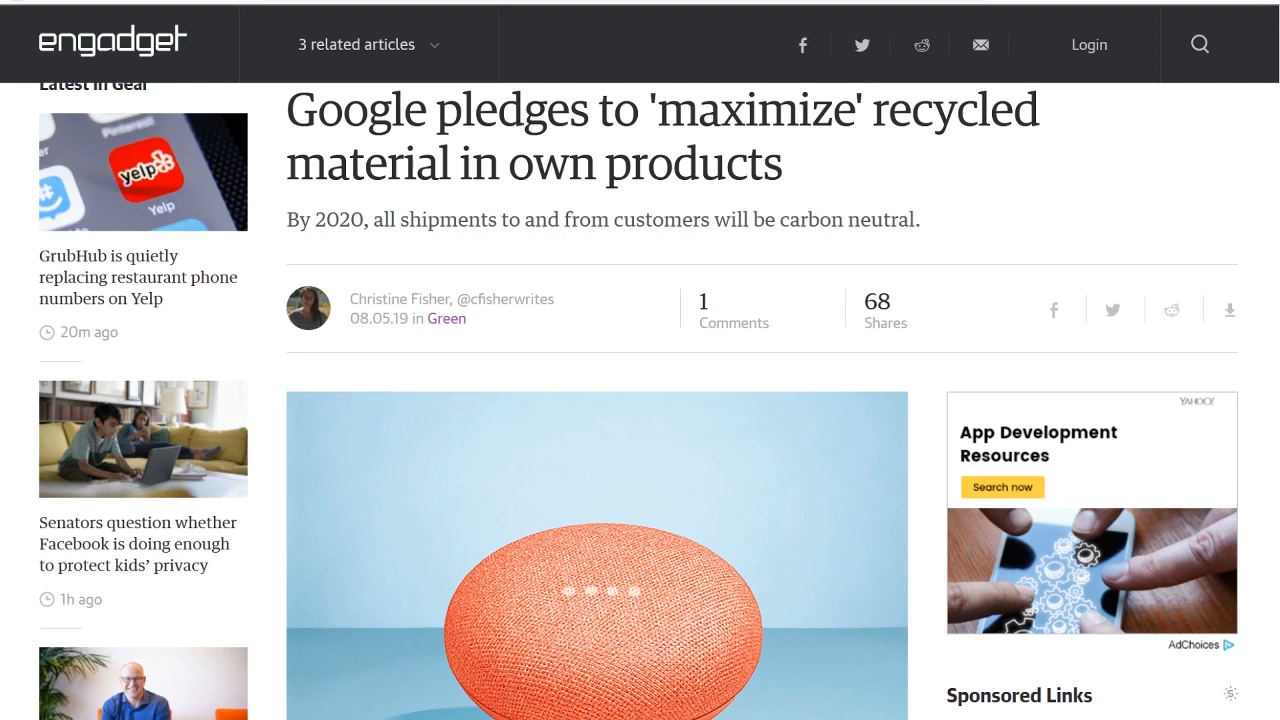 engadget
3 related articles
Login
Latest in Gear
Pinterest
yelp
Yelp
GrubHub is quietly
replacing restaurant phone
numbers on Yelp
20m ago
Senators question whether
Facebook is doing enough
to protect kids’ privacy
1h ago
Google pledges to 'maximize' recycled
material in own products
By 2020, all shipments to and from customers will be carbon neutral.
Christine Fisher, @cfisherwrites
08.05.19 in Green
1
Comments
68
Shares
YAHOO!
App Development
Resources
Search now
AdChoices
Sponsored Links